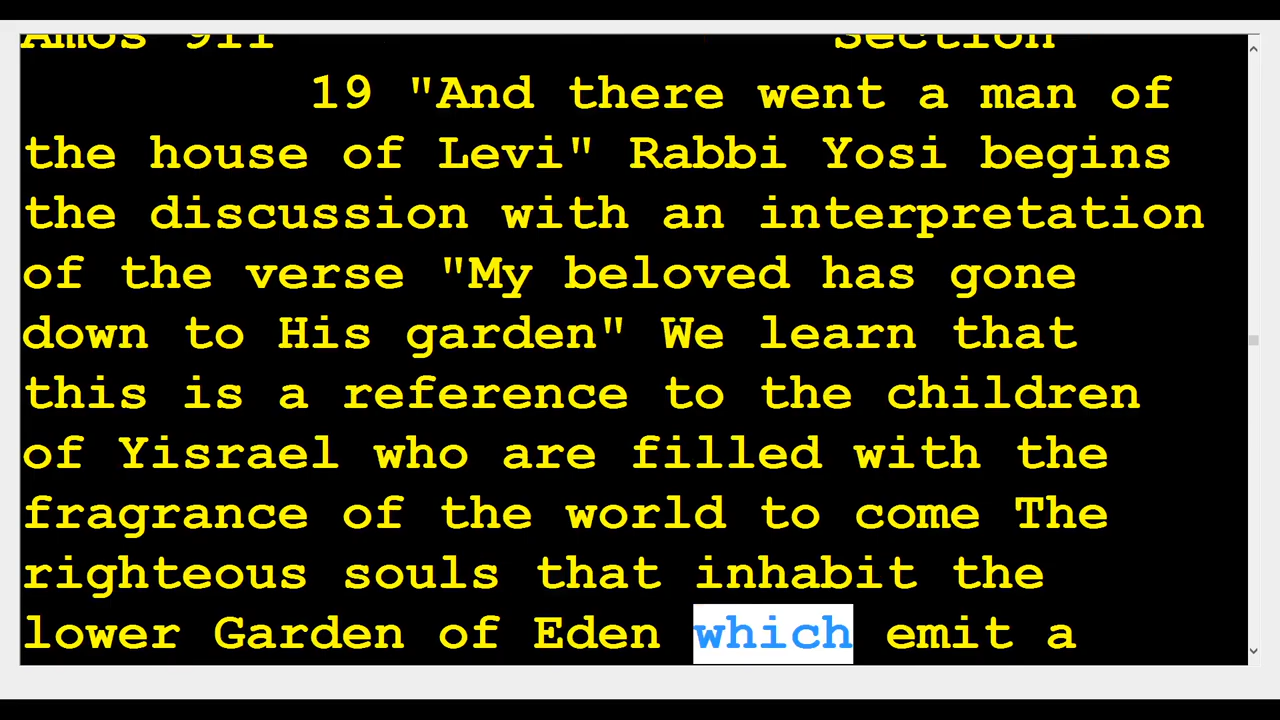 Amos 911 Section
19 "And there went a man of
the house of Levi" Rabbi Yosi begins
the discussion with an interpretation
of the verse "My beloved has gone
down to His garden" We learn that
this is a reference to the children
of Yisrael who are filled with the
fragrance of the world to come The
righteous souls that inhabit the
lower Garden of Eden which emit a